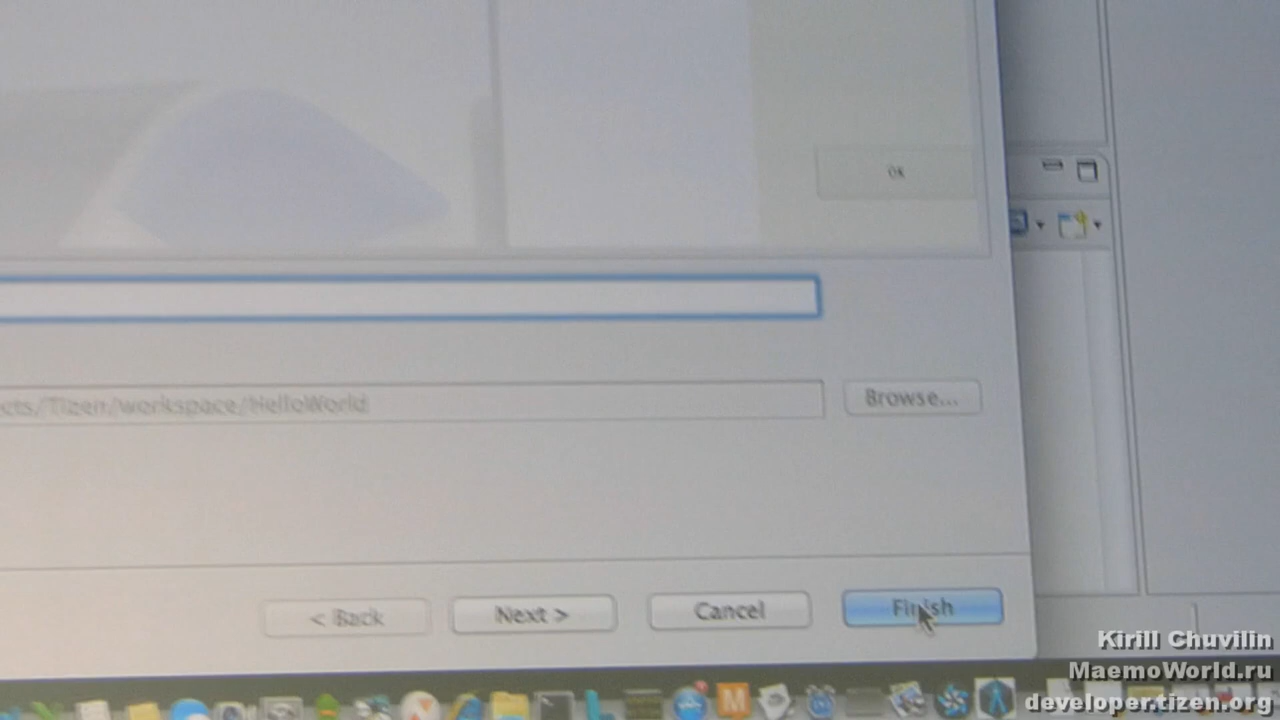 OK
cts/Tizen/workspace/HelloWorld
Browse...
< Back
Next >
Cancel
Finish
Kirill Chuvilin
MaemoWorld.ru
developer.tizen.org